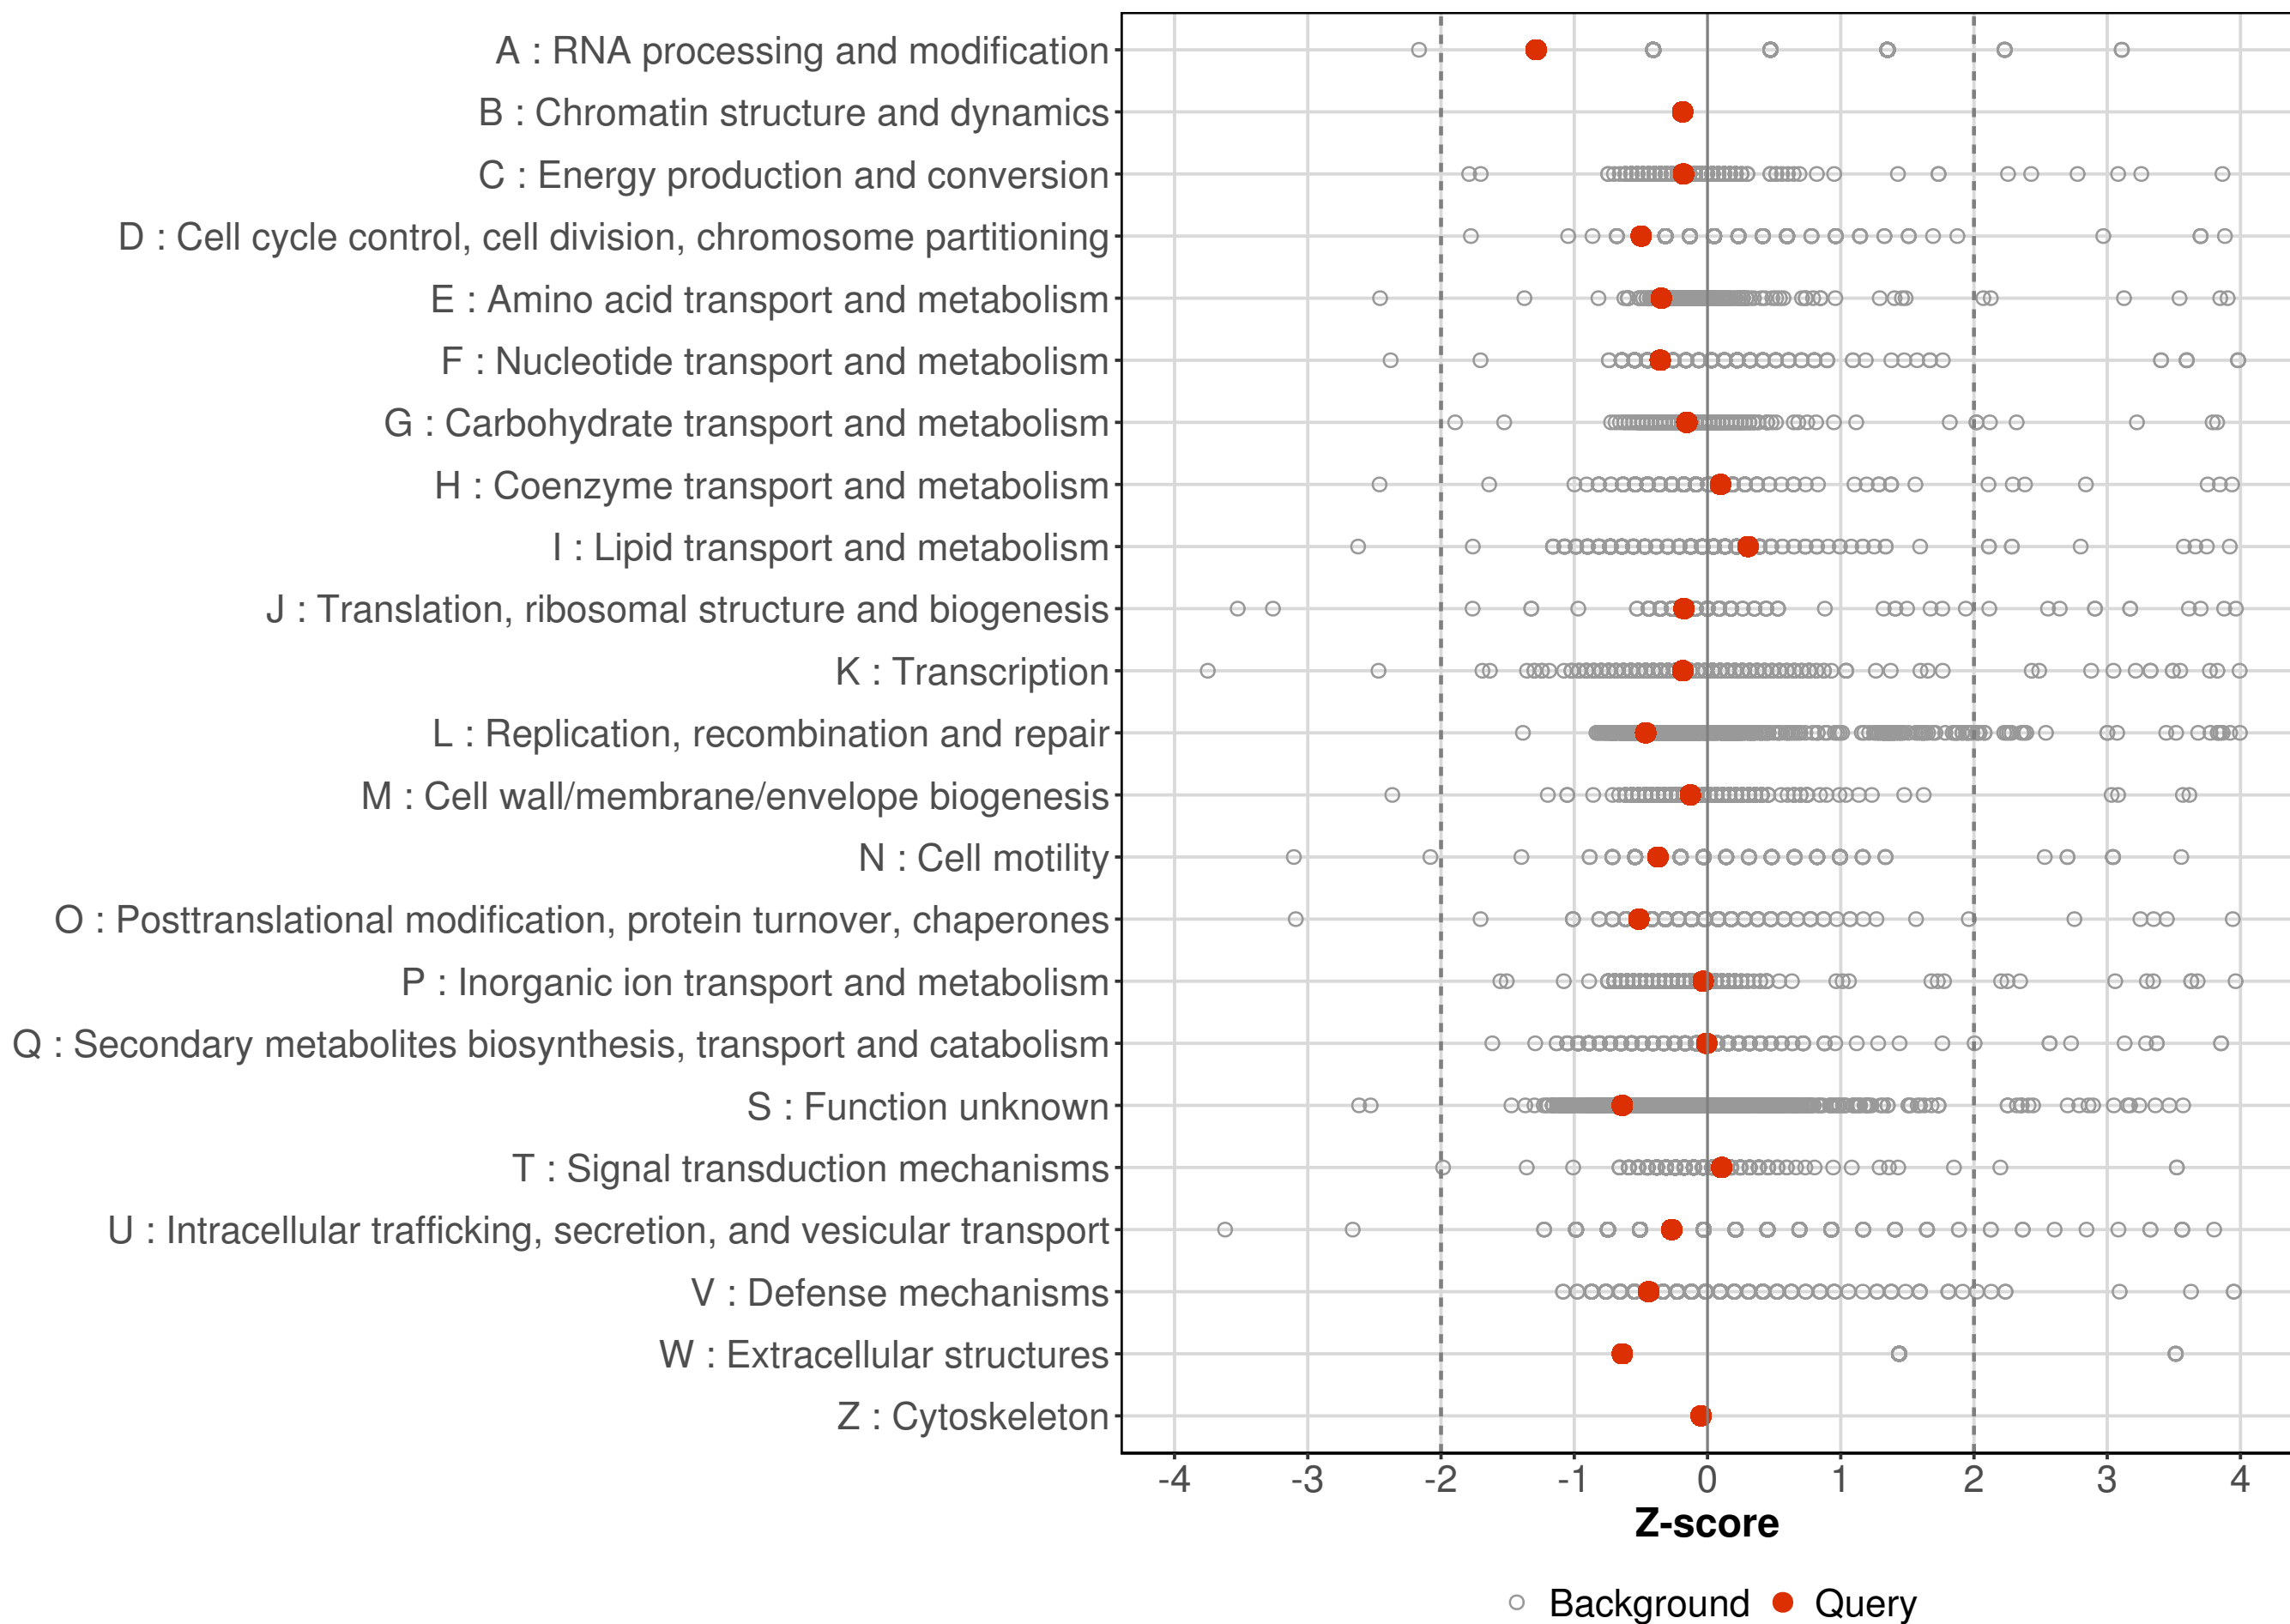 A : RNA processing and modification
B : Chromatin structure and dynamics
C : Energy production and conversion
D : Cell cycle control, cell division, chromosome partitioning
E : Amino acid transport and metabolism
F : Nucleotide transport and metabolism
G : Carbohydrate transport and metabolism
H : Coenzyme transport and metabolism
I : Lipid transport and metabolism
J : Translation, ribosomal structure and biogenesis
K : Transcription
L : Replication, recombination and repair
M : Cell wall/membrane/envelope biogenesis
N : Cell motility
O : Posttranslational modification, protein turnover, chaperones
P : Inorganic ion transport and metabolism
Q : Secondary metabolites biosynthesis, transport and catabolism
S : Function unknown
T : Signal transduction mechanisms
U : Intracellular trafficking, secretion, and vesicular transport
V : Defense mechanisms
W : Extracellular structures
Z : Cytoskeleton
-4 -3 -2 -1 0 1 2 3 4
Z-score
Background Query